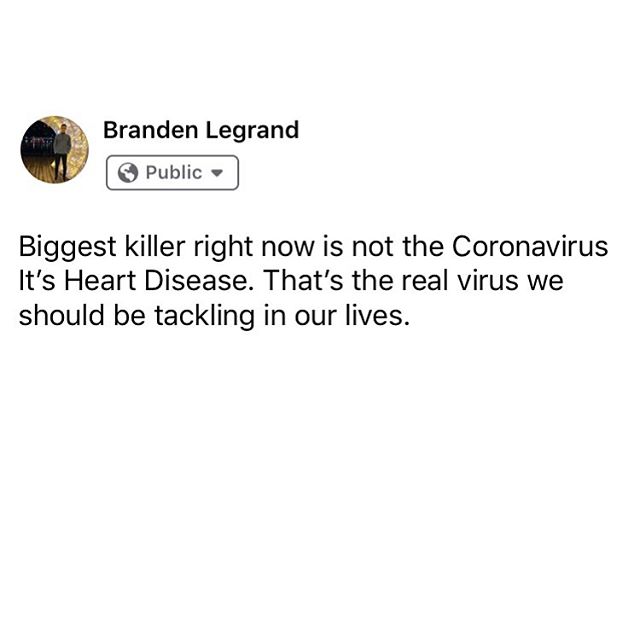 Branden Legrand
Public
Biggest killer right now is not the Coronavirus
It’s Heart Disease. That’s the real virus we
should be tackling in our lives.